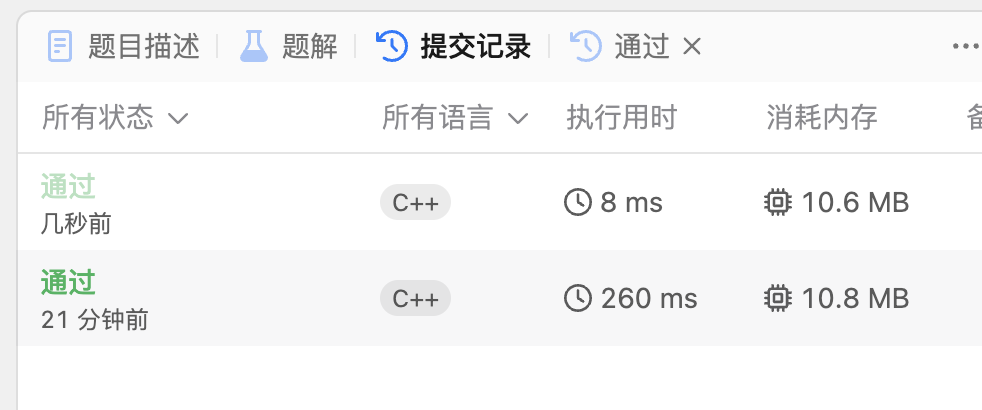 题目描述 题解 提交记录 通过
所有状态 所有语言 执行用时 消耗内存
通过
几秒前
C++ 8 ms 10.6 MB
通过
21 分钟前
C++ 260 ms 10.8 MB